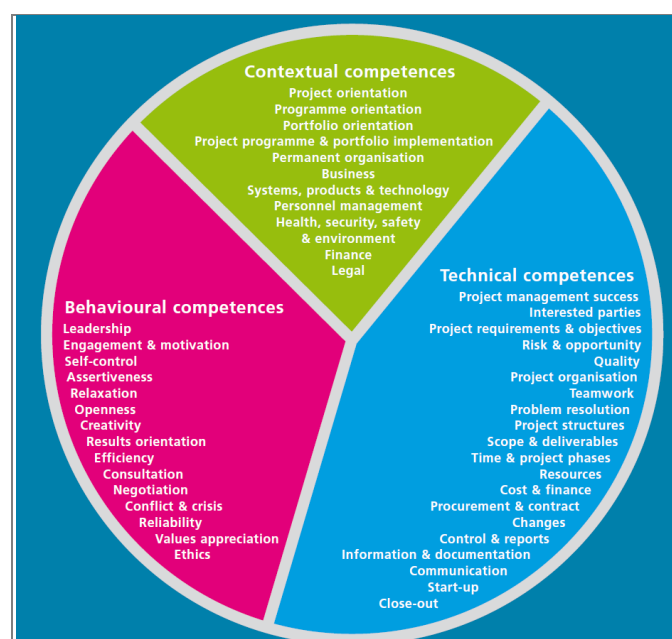 Contextual competences
Project orientation
Programme orientation
Portfolio orientation
Project programme & portfolio implementation
Permanent organisation
Business
Systems, products & technology
Personnel management
Health, security, safety
& environment
Finance
Legal
Behavioural competences
Leadership
Engagement & motivation
Self-control
Assertiveness
Relaxation
Openness
Creativity
Results orientation
Efficiency
Consultation
Negotiation
Conflict & crisis
Reliability
Values appreciation
Ethics
Technical competences
Project management success
Interested parties
Project requirements & objectives
Risk & opportunity
Quality
Project organisation
Teamwork
Problem resolution
Project structures
Scope & deliverables
Time & project phases
Resources
Cost & finance
Procurement & contract
Changes
Control & reports
Information & documentation
Communication
Start-up
Close-out